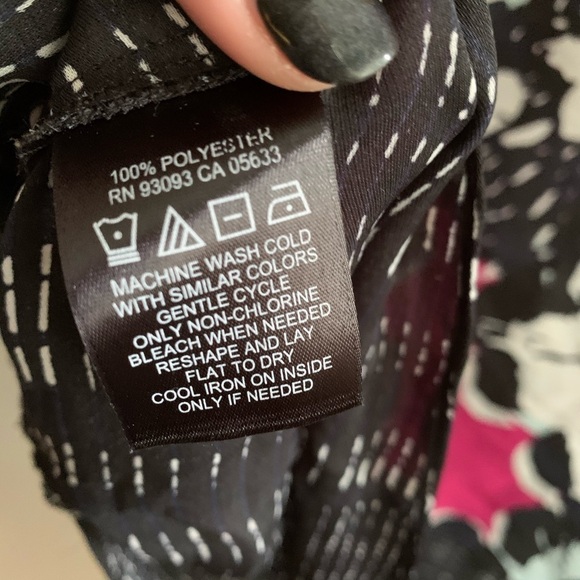 100% POLYESTER
RN 93093 CA 05633
MACHINE WASH COLD
WITH SIMILAR COLORS
GENTLE CYCLE
ONLY NON-CHLORINE
BLEACH WHEN NEEDED
RESHAPE AND LAY
FLAT TO DRY
COOL IRON ON INSIDE
ONLY IF NEEDED